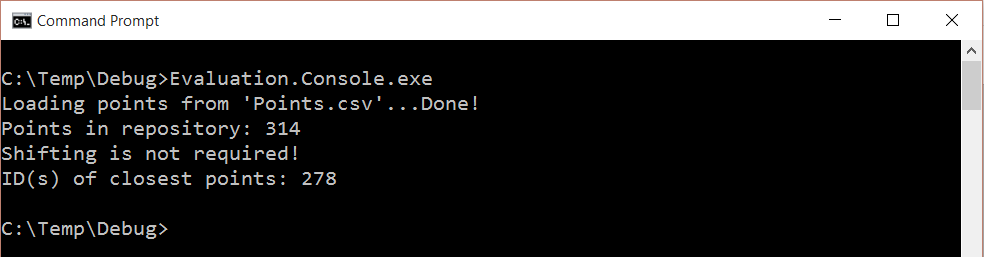 Command Prompt
C:\Temp\Debug>Evaluation.Console.exe
Loading points from 'Points.csv'...Done!
Points in repository: 314
Shifting is not required!
ID(s) of closest points: 278
C:\Temp\Debug>